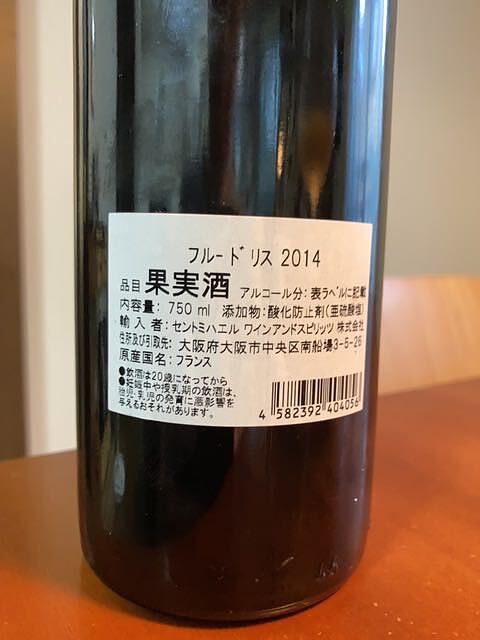 フルードリス 2014
品目 果実酒 アルコール分: 表ラベルに記載
内容量: 750 ml 添加物: 酸化防止剤(亜硫酸塩)
輸入者: セントミハエル ワインアンドスピリッツ 株式会社
住所及び引取先: 大阪府大阪市中央区南船場3-5-26
原産国名: フランス
●飲酒は20歳になってから
●妊娠中や授乳期の飲酒は、
胎児・乳児の発育に悪影響を
与えるおそれがあります。
4 582392 404056